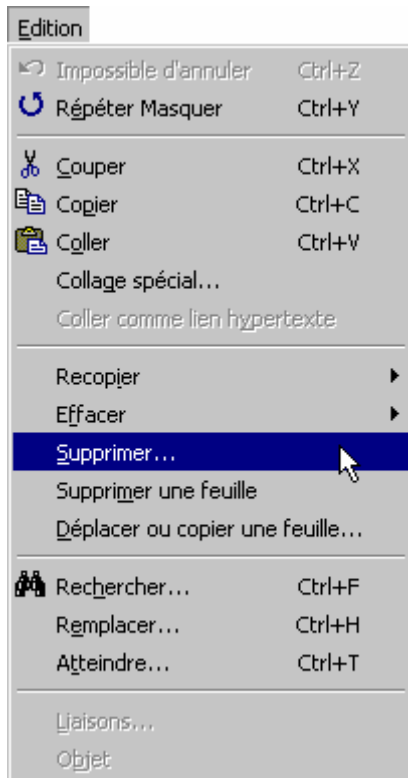 Edition
Impossible d'annuler Ctrl+Z
Répéter Masquer Ctrl+Y
Couper Ctrl+X
Copier Ctrl+C
Coller Ctrl+V
Collage spécial...
Coller comme lien hypertexte
Recopier
Effacer
Supprimer...
Supprimer une feuille
Déplacer ou copier une feuille...
Rechercher... Ctrl+F
Remplacer... Ctrl+H
Atteindre... Ctrl+T
Liaisons...
Objet